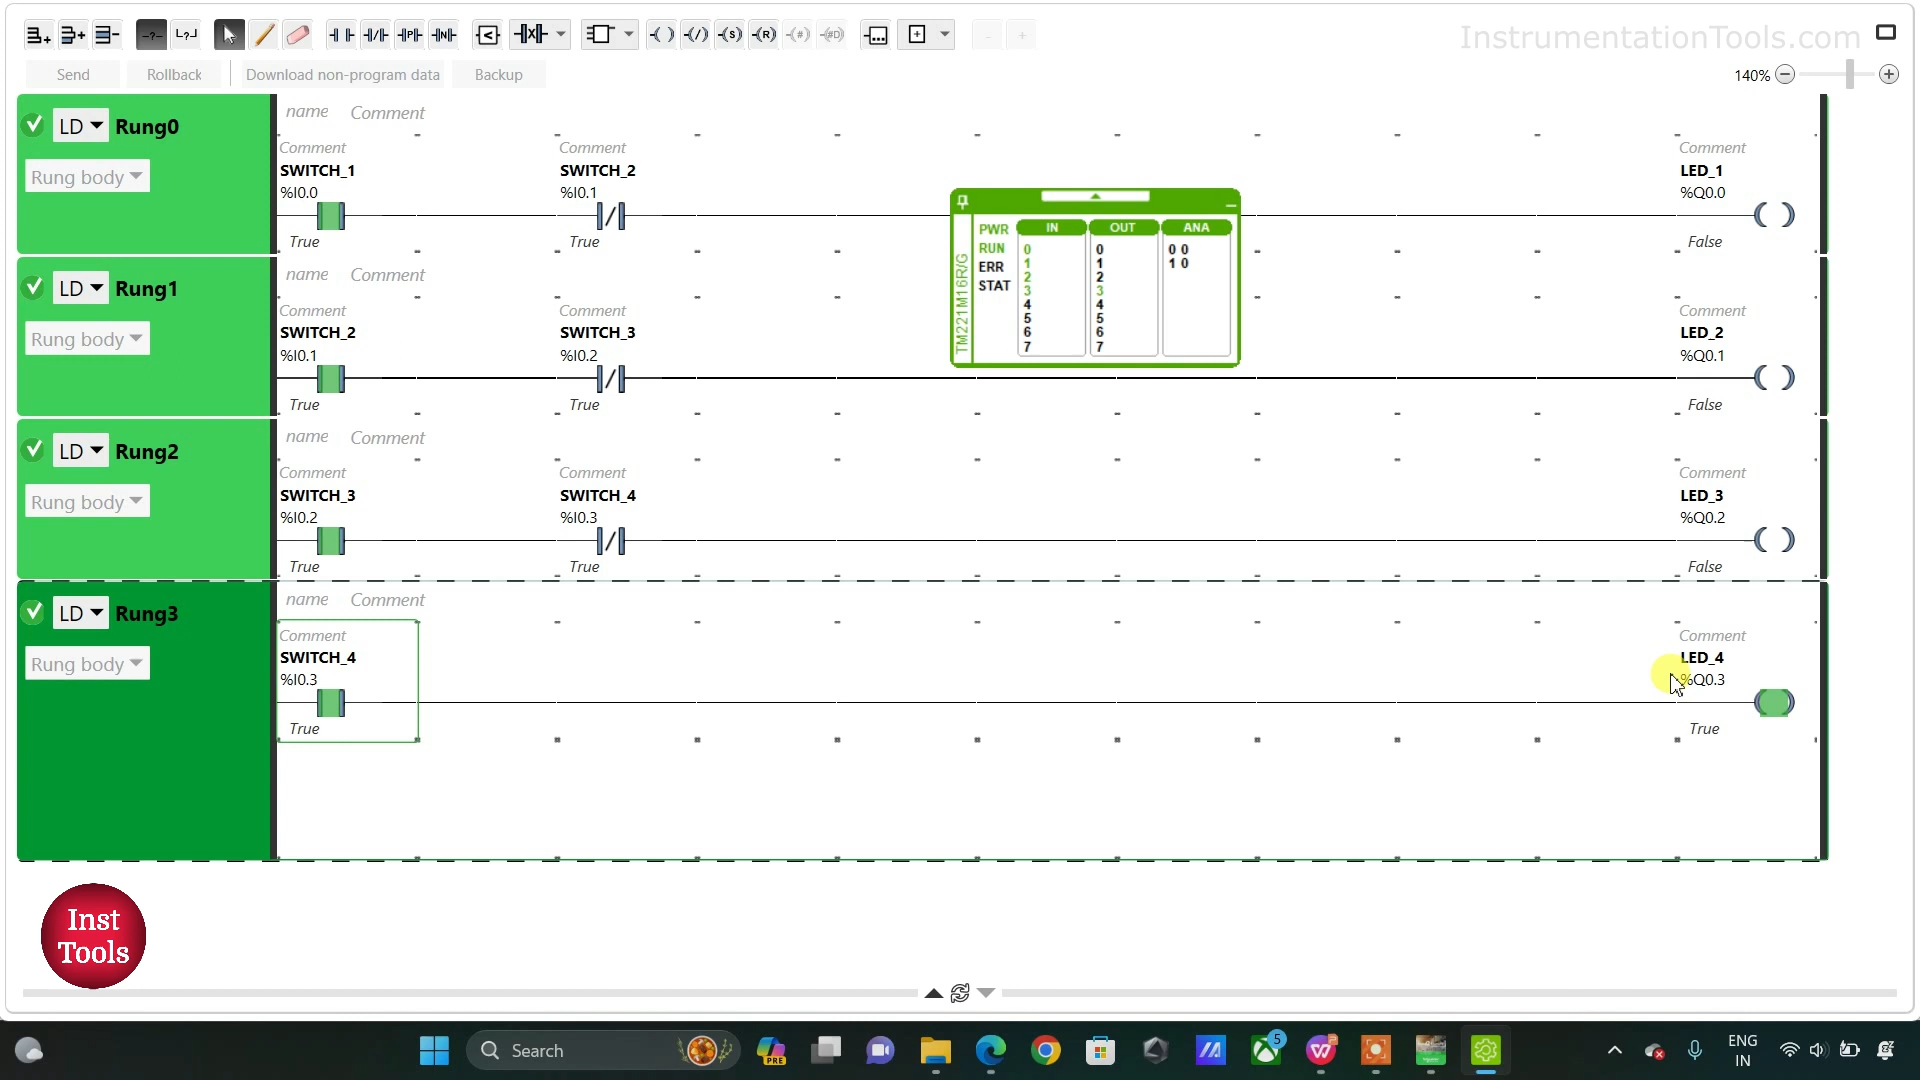 InstrumentationTools.com
Send Rollback Download non-program data Backup
140%
LD Rung0
name Comment
Rung body
Comment Comment Comment
SWITCH_1 SWITCH_2 LED_1
%I0.0 %I0.1 %Q0.0
True True False
TM221M16R/G
PWR
RUN
ERR
STAT
IN OUT ANA
0 0 0 0
1 1 1 0
2 2
3 3
4 4
5 5
6 6
7 7
LD Rung1
name Comment
Rung body
Comment Comment Comment
SWITCH_2 SWITCH_3 LED_2
%I0.1 %I0.2 %Q0.1
True True False
LD Rung2
name Comment
Rung body
Comment Comment Comment
SWITCH_3 SWITCH_4 LED_3
%I0.2 %I0.3 %Q0.2
True True False
LD Rung3
name Comment
Rung body
Comment Comment
SWITCH_4 LED_4
%I0.3 %Q0.3
True True
Inst
Tools
Search
PRE
5
ENG
IN